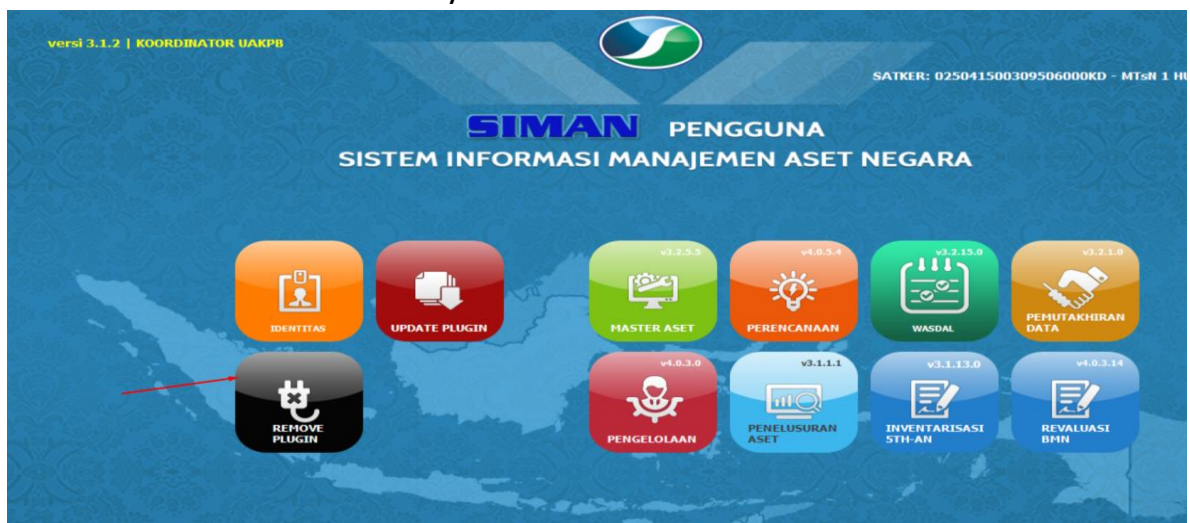 versi 3.1.2 | KOORDINATOR UAKPB
SATKER: 025041500309506000KD - MTsN 1 HU
SIMAN PENGGUNA
SISTEM INFORMASI MANAJEMEN ASET NEGARA
IDENTITAS
UPDATE PLUGIN
v3.2.5.5
MASTER ASET
v4.0.5.4
PERENCANAAN
v3.2.15.0
WASDAL
v3.2.1.0
PEMUTAKHIRAN
DATA
REMOVE
PLUGIN
v4.0.3.0
PENGELOLAAN
v3.1.1.1
PENELUSURAN
ASET
v3.1.13.0
INVENTARISASI
5TH-AN
v4.0.3.14
REVALUASI
BMN